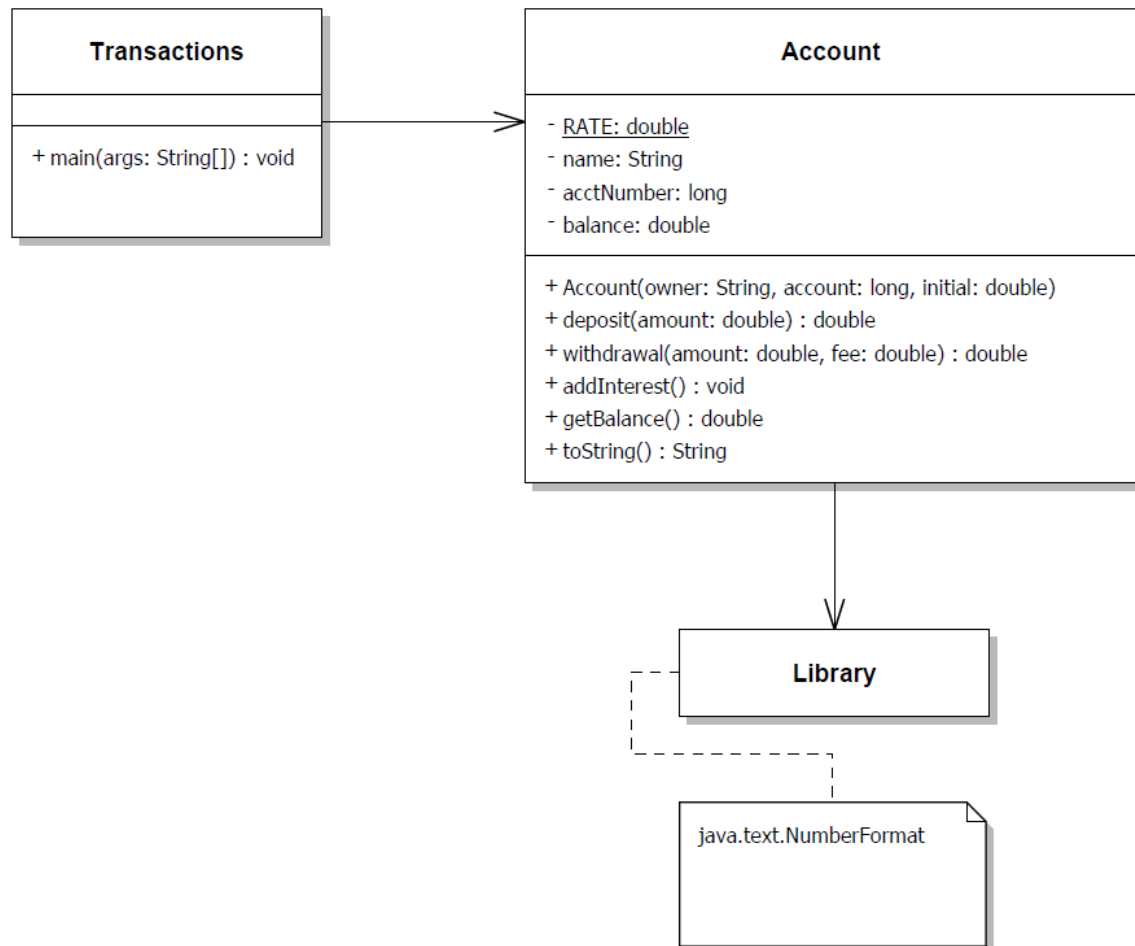 Transactions
+ main(args: String[]) : void
Account
- RATE: double
- name: String
- acctNumber: long
- balance: double
+ Account(owner: String, account: long, initial: double)
+ deposit(amount: double) : double
+ withdrawal(amount: double, fee: double) : double
+ addInterest() : void
+ getBalance() : double
+ toString() : String
Library
java.text.NumberFormat